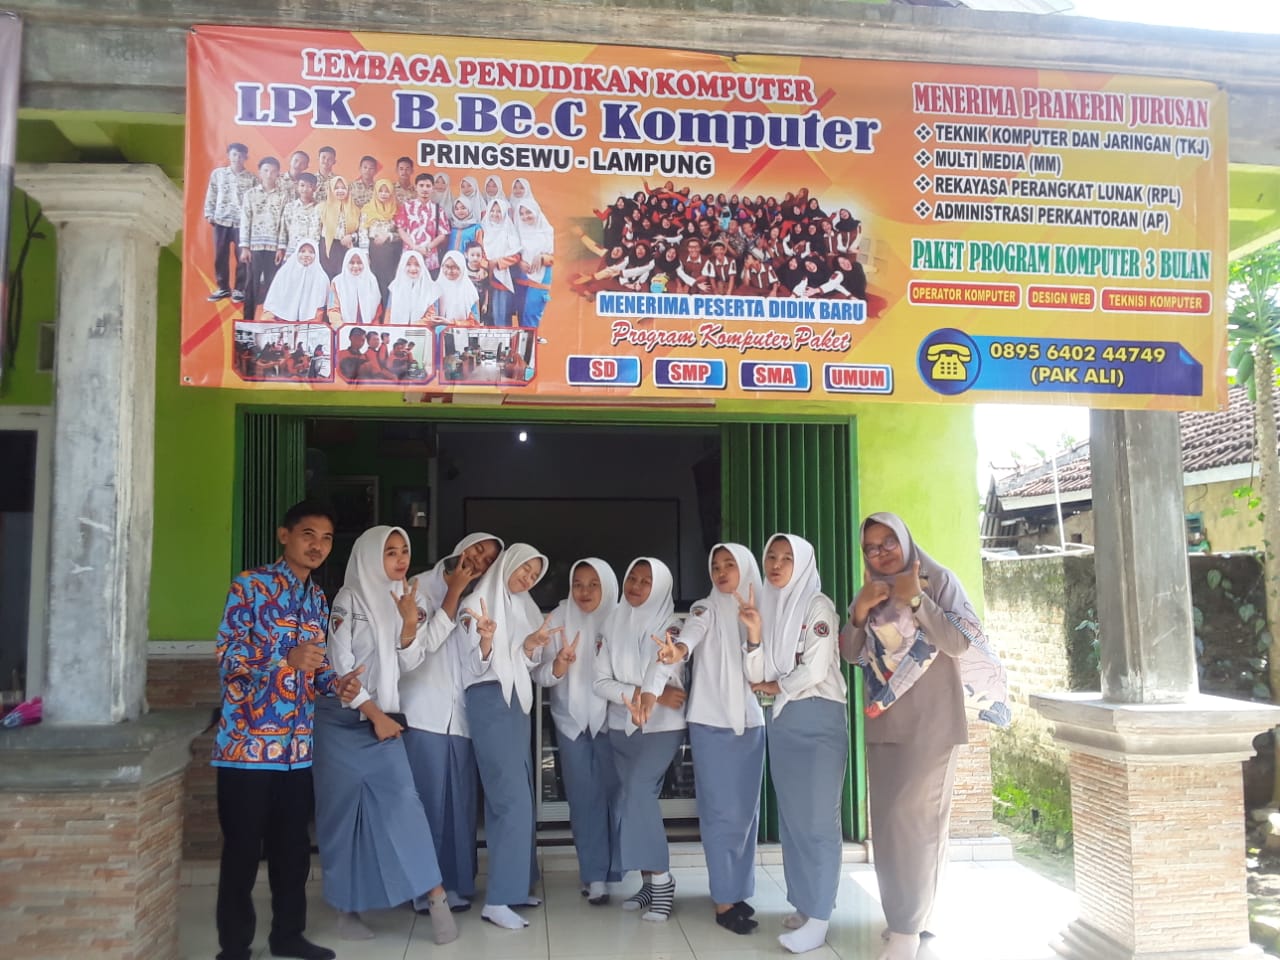 LEMBAGA PENDIDIKAN KOMPUTER
LPK. B.Be.C Komputer
PRINGSEWU - LAMPUNG
MENERIMA PESERTA DIDIK BARU
Program Komputer Paket
SD
SMP
SMA
UMUM
MENERIMA PRAKERIN JURUSAN
❖ TEKNIK KOMPUTER DAN JARINGAN (TKJ)
❖ MULTI MEDIA (MM)
❖ REKAYASA PERANGKAT LUNAK (RPL)
❖ ADMINISTRASI PERKANTORAN (AP)
PAKET PROGRAM KOMPUTER 3 BULAN
OPERATOR KOMPUTER
DESIGN WEB
TEKNISI KOMPUTER
0895 6402 44749
(PAK ALI)